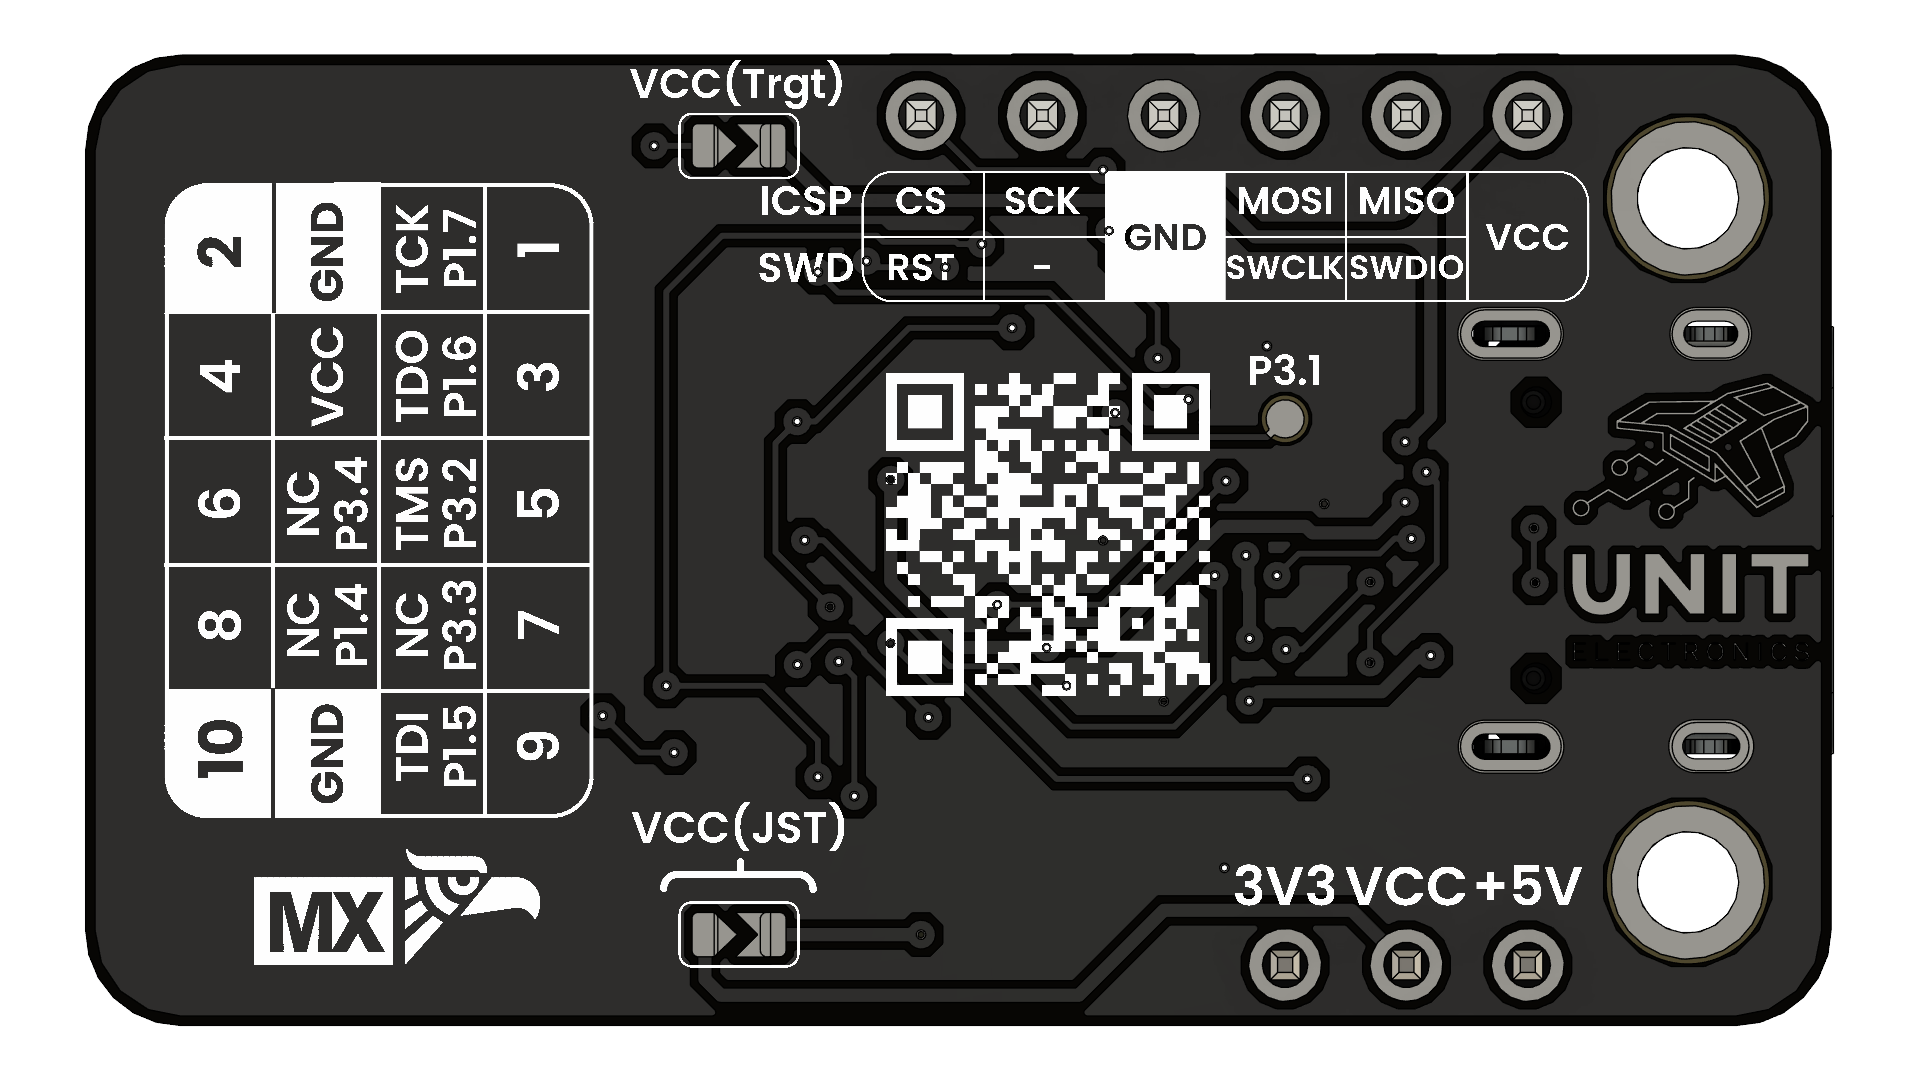 VCC(Trgt)
ICSP CS SCK GND MOSI MISO VCC
SWD RST - SWCLK SWDIO
2 GND TCK P1.7 1
4 VCC TDO P1.6 3
6 NC P3.4 TMS P3.2 5
8 NC P1.4 NC P3.3 7
10 GND TDI P1.5 9
P3.1
UNIT
ELECTRONICS
VCC(JST)
MX
3V3 VCC +5V